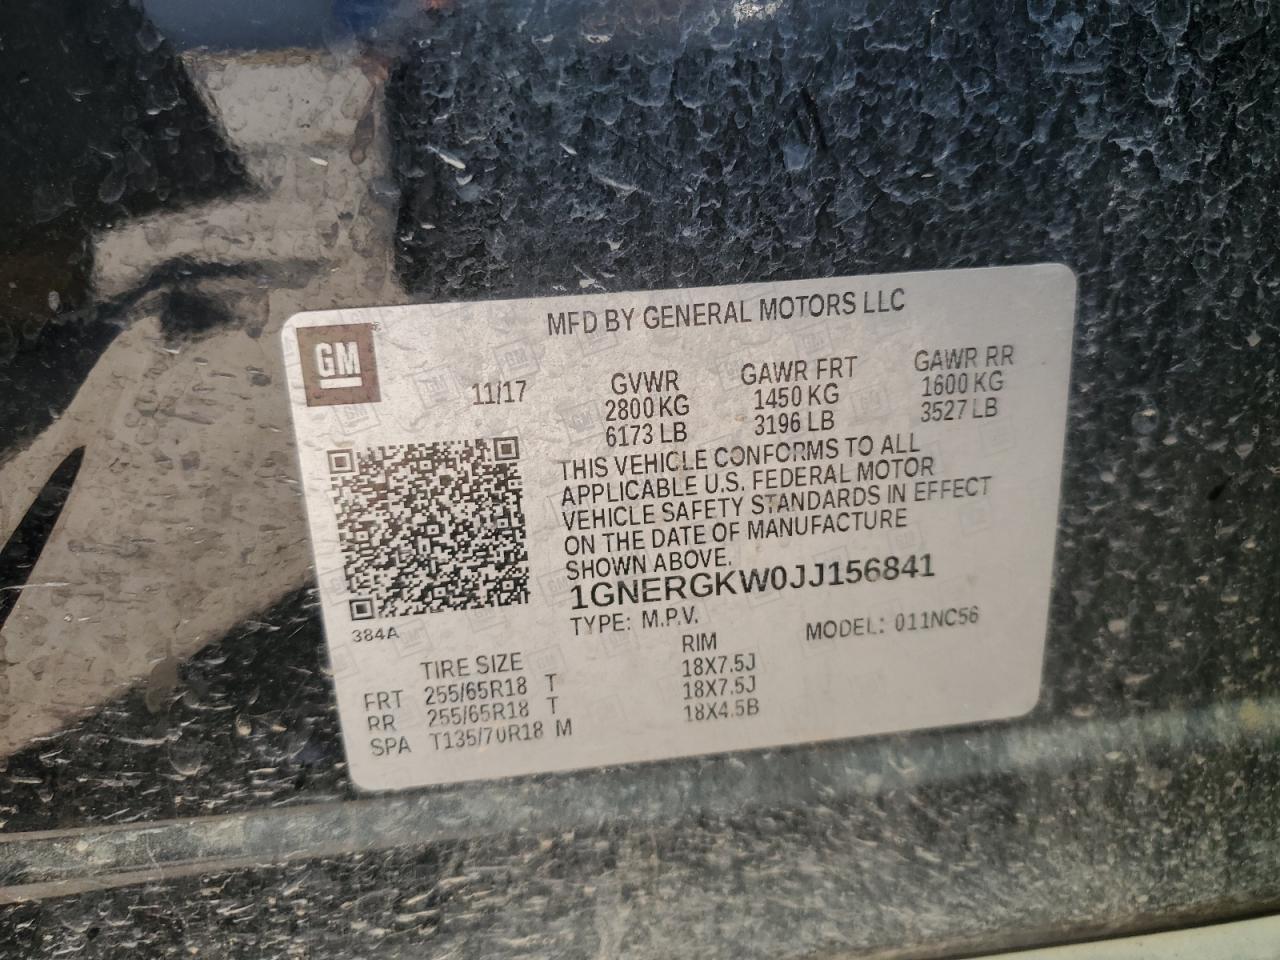 MFD BY GENERAL MOTORS LLC
GM
11/17
GVWR GAWR FRT GAWR RR
2800 KG 1450 KG 1600 KG
6173 LB 3196 LB 3527 LB
THIS VEHICLE CONFORMS TO ALL
APPLICABLE U.S. FEDERAL MOTOR
VEHICLE SAFETY STANDARDS IN EFFECT
ON THE DATE OF MANUFACTURE
SHOWN ABOVE.
1GNERGKW0JJ156841
TYPE: M.P.V. MODEL: 011NC56
384A
TIRE SIZE RIM
FRT 255/65R18 T 18X7.5J
RR 255/65R18 T 18X7.5J
SPA T135/70R18 M 18X4.5B